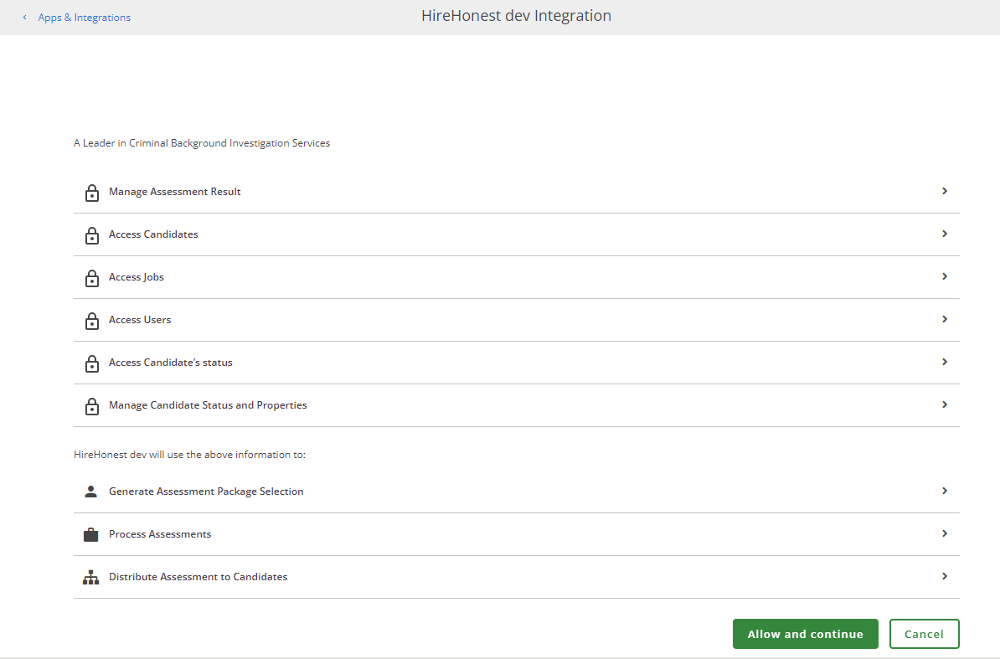 Apps & Integrations
HireHonest dev Integration
A Leader in Criminal Background Investigation Services
Manage Assessment Result
Access Candidates
Access Jobs
Access Users
Access Candidate's status
Manage Candidate Status and Properties
HireHonest dev will use the above information to:
Generate Assessment Package Selection
Process Assessments
Distribute Assessment to Candidates
Allow and continue
Cancel